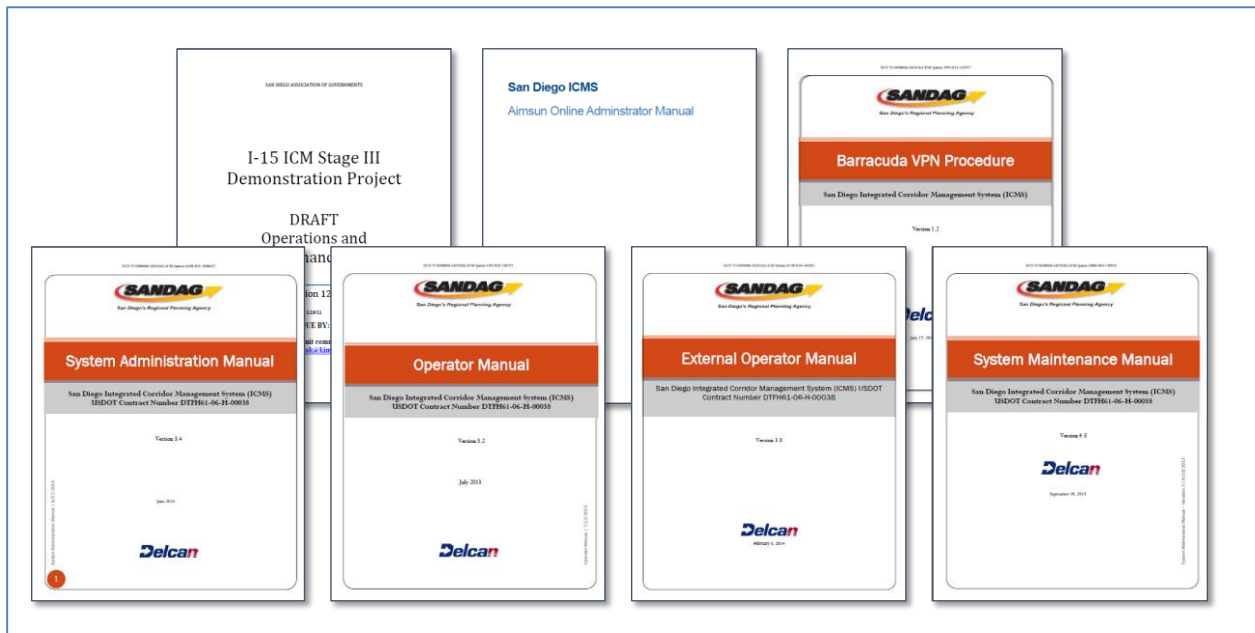 SAN DIEGO ASSOCIATION OF GOVERNMENTS
I-15 ICM Stage III
Demonstration Project
DRAFT
Operations and
San Diego ICMS
Aimsun Online Adminstrator Manual
SANDAG
San Diego's Regional Planning Agency
Barracuda VPN Procedure
San Diego Integrated Corridor Management System (ICMS)
Version 1.2
SANDAG
San Diego's Regional Planning Agency
System Administration Manual
San Diego Integrated Corridor Management System (ICMS)
USDOT Contract Number DTFH61-06-H-00038
Version 3.4
Delcan
1
SANDAG
San Diego's Regional Planning Agency
Operator Manual
San Diego Integrated Corridor Management System (ICMS)
USDOT Contract Number DTFH61-06-H-00038
July 2013
Delcan
SANDAG
San Diego's Regional Planning Agency
External Operator Manual
San Diego Integrated Corridor Management System (ICMS) USDOT
Contract Number DTFH61-06-H-00038
Version 3.0
Delcan
SANDAG
San Diego's Regional Planning Agency
System Maintenance Manual
San Diego Integrated Corridor Management System (ICMS)
USDOT Contract Number DTFH61-06-H-00038
Version 4.3
Delcan